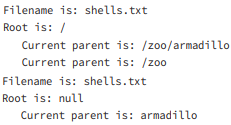 Filename is: shells.txt
Root is: /
Current parent is: /zoo/armadillo
Current parent is: /zoo
Filename is: shells.txt
Root is: null
Current parent is: armadillo